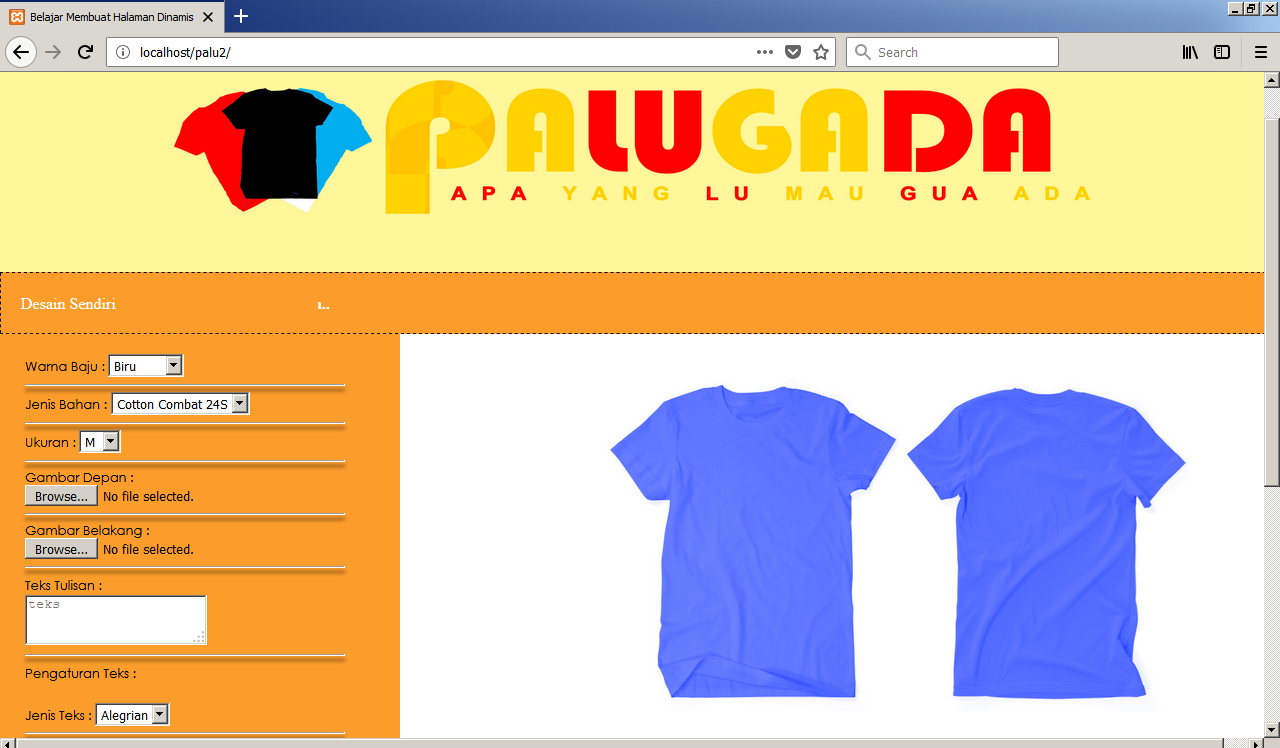 Belajar Membuat Halaman Dinamis
localhost/palu2/
Search
PALUGADA
APA YANG LU MAU GUA ADA
Desain Sendiri
Warna Baju : Biru
Jenis Bahan : Cotton Combat 24S
Ukuran : M
Gambar Depan :
Browse... No file selected.
Gambar Belakang :
Browse... No file selected.
Teks Tulisan :
teks
Pengaturan Teks :
Jenis Teks : Alegrian